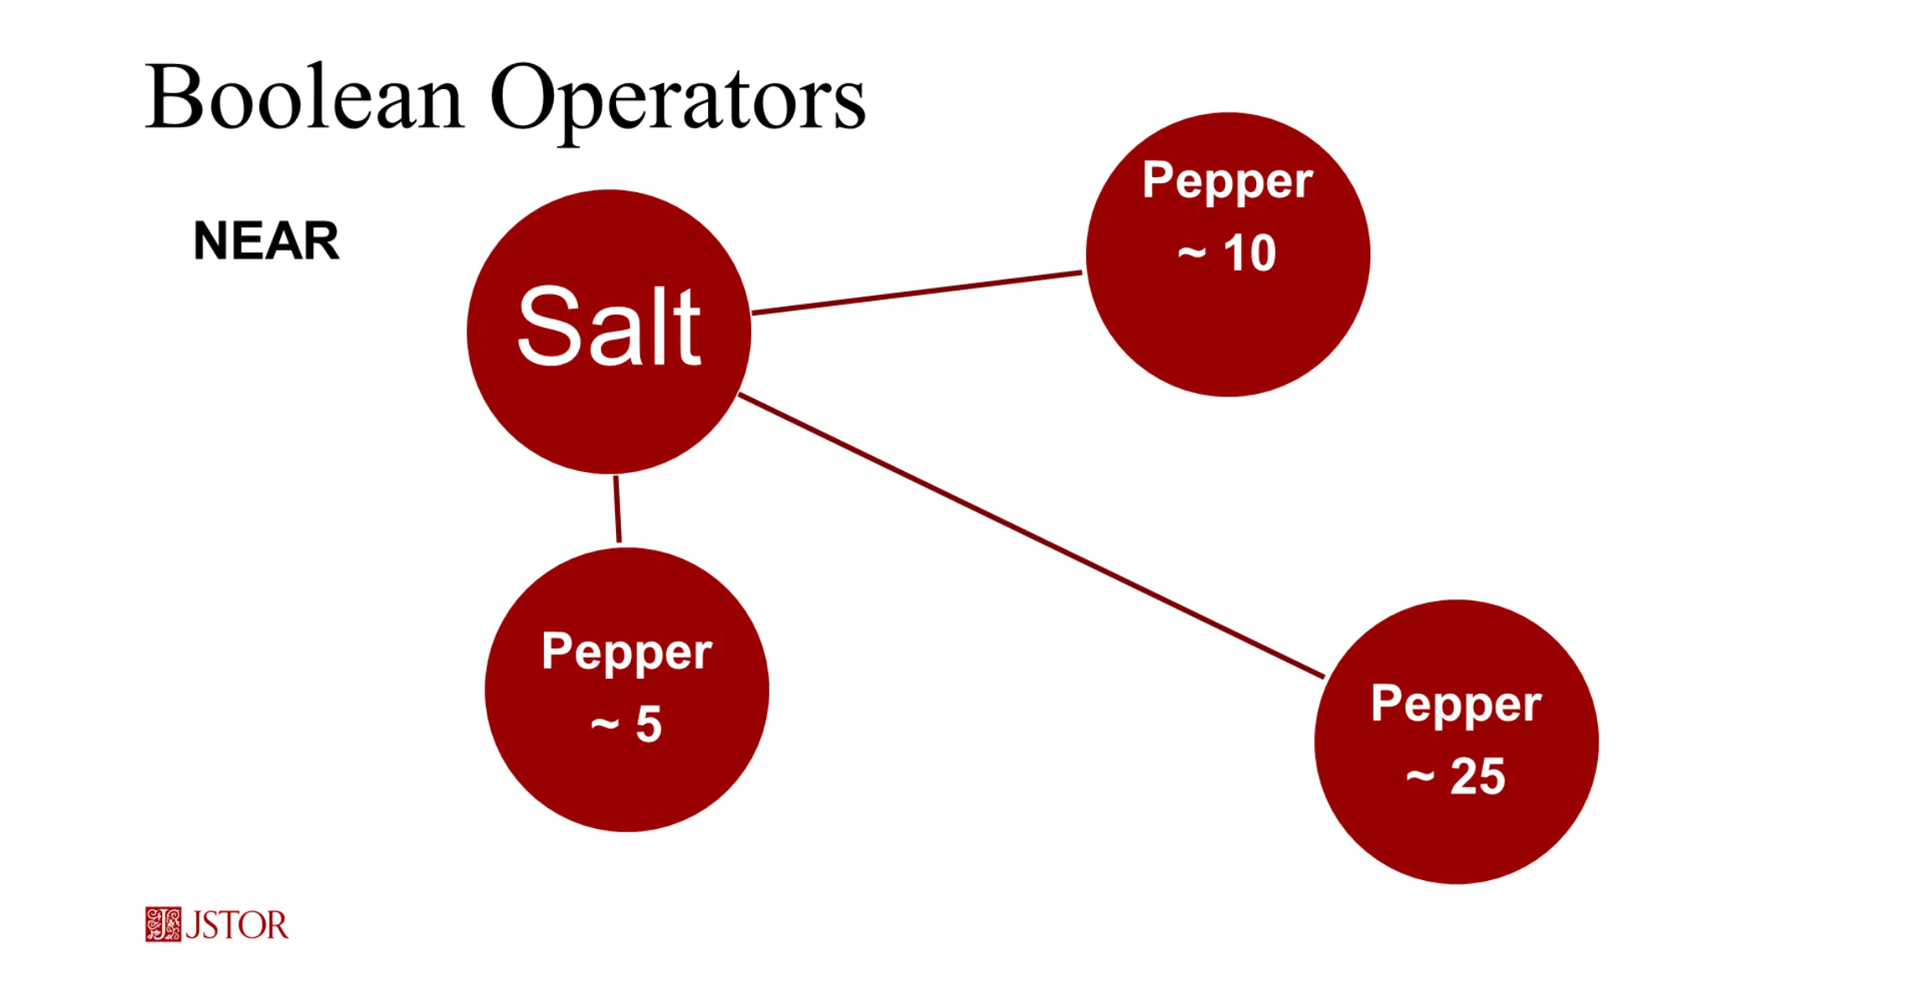 Boolean Operators
NEAR
Salt
Pepper
~ 10
Pepper
~ 5
Pepper
~ 25
JSTOR